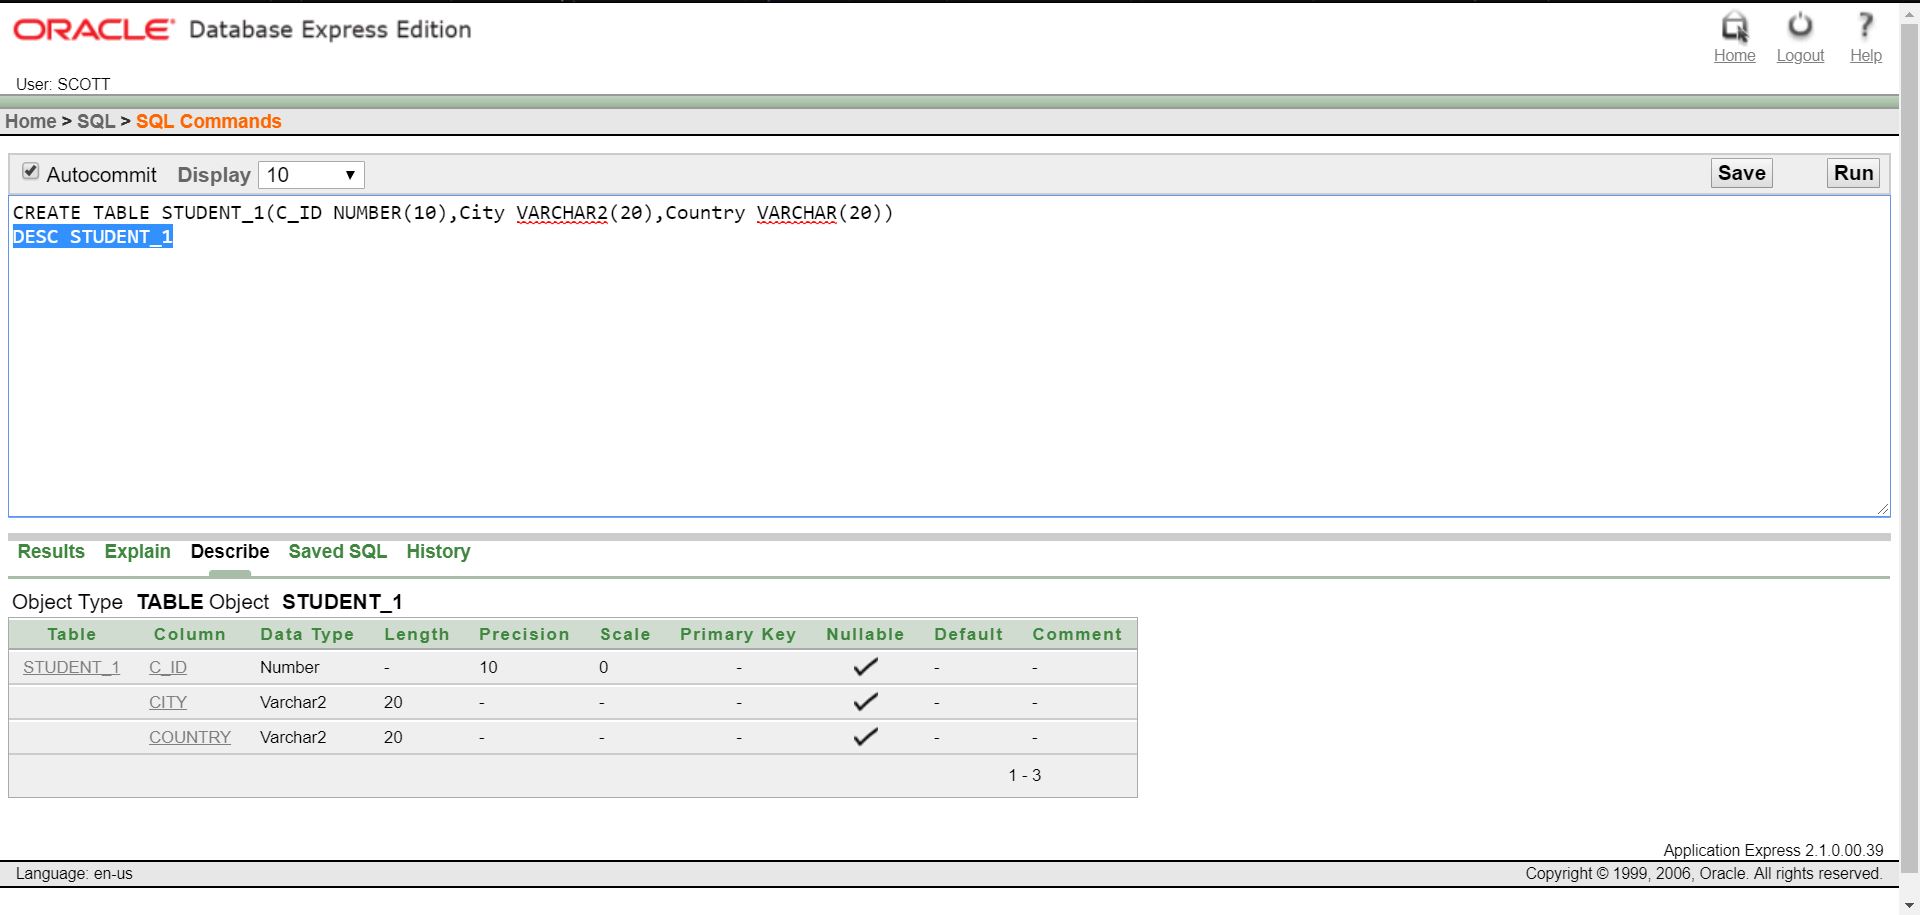 ORACLE Database Express Edition
Home Logout Help
User: SCOTT
Home > SQL > SQL Commands
Autocommit Display 10 Save Run
CREATE TABLE STUDENT_1(C_ID NUMBER(10),City VARCHAR2(20),Country VARCHAR(20))
DESC STUDENT_1
Results Explain Describe Saved SQL History
Object Type TABLE Object STUDENT_1
Table Column Data Type Length Precision Scale Primary Key Nullable Default Comment
STUDENT_1 C_ID Number - 10 0 - - -
CITY Varchar2 20 - - - - -
COUNTRY Varchar2 20 - - - - -
1 - 3
Application Express 2.1.0.00.39
Language: en-us Copyright © 1999, 2006, Oracle. All rights reserved.